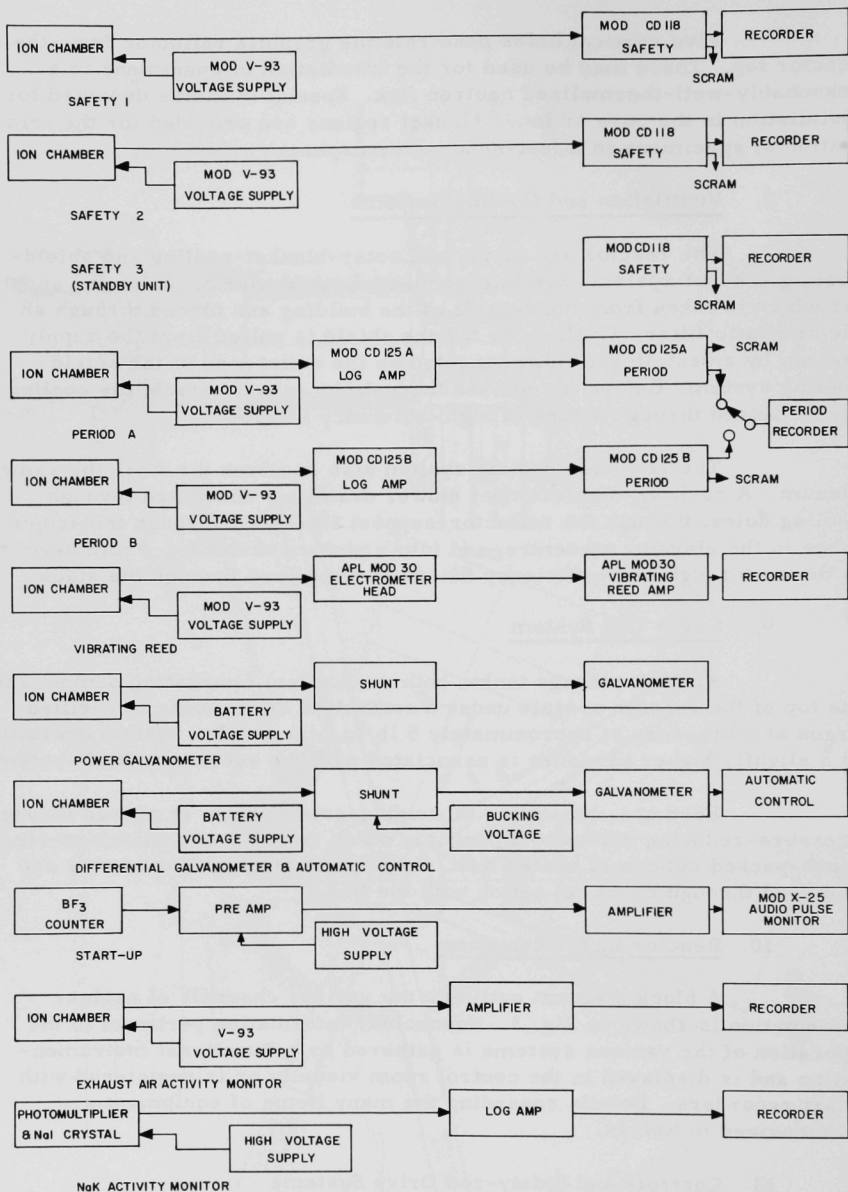 ION CHAMBER
MOD V-93
VOLTAGE SUPPLY
MOD CD 118
SAFETY
RECORDER
SCRAM
SAFETY 1
ION CHAMBER
MOD V-93
VOLTAGE SUPPLY
MOD CD 118
SAFETY
RECORDER
SCRAM
SAFETY 2
SAFETY 3
(STANDBY UNIT)
MOD CD 118
SAFETY
RECORDER
SCRAM
ION CHAMBER
MOD V-93
VOLTAGE SUPPLY
MOD CD 125 A
LOG AMP
MOD CD 125A
PERIOD
SCRAM
PERIOD
RECORDER
PERIOD A
ION CHAMBER
MOD V-93
VOLTAGE SUPPLY
MOD CD 125 B
LOG AMP
MOD CD 125 B
PERIOD
SCRAM
PERIOD B
ION CHAMBER
MOD V-93
VOLTAGE SUPPLY
APL MOD 30
ELECTROMETER
HEAD
APL MOD 30
VIBRATING
REED AMP
RECORDER
VIBRATING REED
ION CHAMBER
BATTERY
VOLTAGE SUPPLY
SHUNT
GALVANOMETER
POWER GALVANOMETER
ION CHAMBER
BATTERY
VOLTAGE SUPPLY
SHUNT
BUCKING
VOLTAGE
GALVANOMETER
AUTOMATIC
CONTROL
DIFFERENTIAL GALVANOMETER & AUTOMATIC CONTROL
BF3
COUNTER
PRE AMP
HIGH VOLTAGE
SUPPLY
AMPLIFIER
MOD X-25
AUDIO PULSE
MONITOR
START-UP
ION CHAMBER
V-93
VOLTAGE SUPPLY
AMPLIFIER
RECORDER
EXHAUST AIR ACTIVITY MONITOR
PHOTOMULTIPLIER
& NaI CRYSTAL
HIGH VOLTAGE
SUPPLY
LOG AMP
RECORDER
NaK ACTIVITY MONITOR